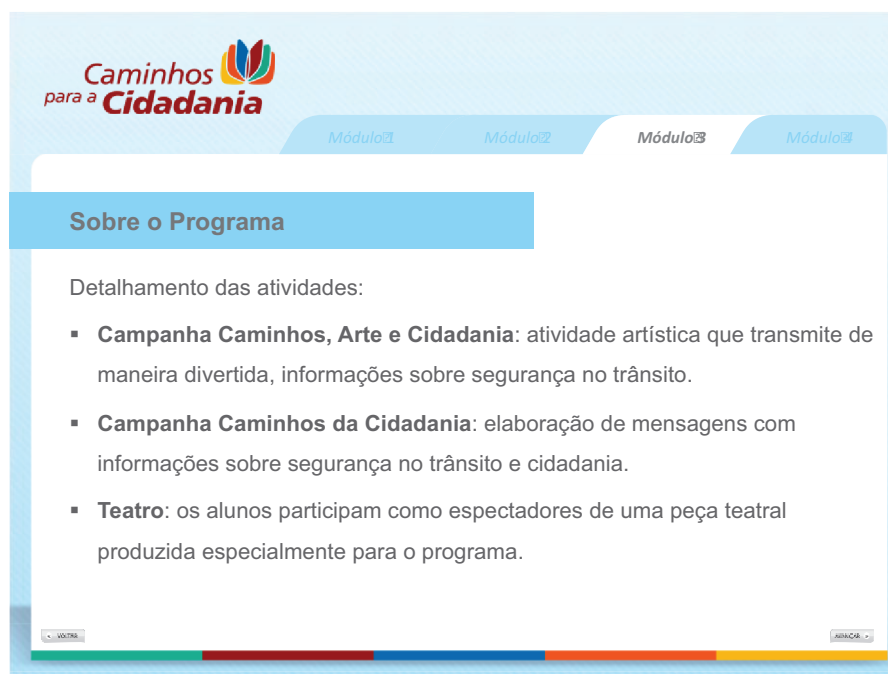 Caminhos
para a Cidadania
Módulo 1 Módulo 2 Módulo 3 Módulo 4
Sobre o Programa
Detalhamento das atividades:
▪ Campanha Caminhos, Arte e Cidadania: atividade artística que transmite de
maneira divertida, informações sobre segurança no trânsito.
▪ Campanha Caminhos da Cidadania: elaboração de mensagens com
informações sobre segurança no trânsito e cidadania.
▪ Teatro: os alunos participam como espectadores de uma peça teatral
produzida especialmente para o programa.
< VOLTAR AVANÇAR >